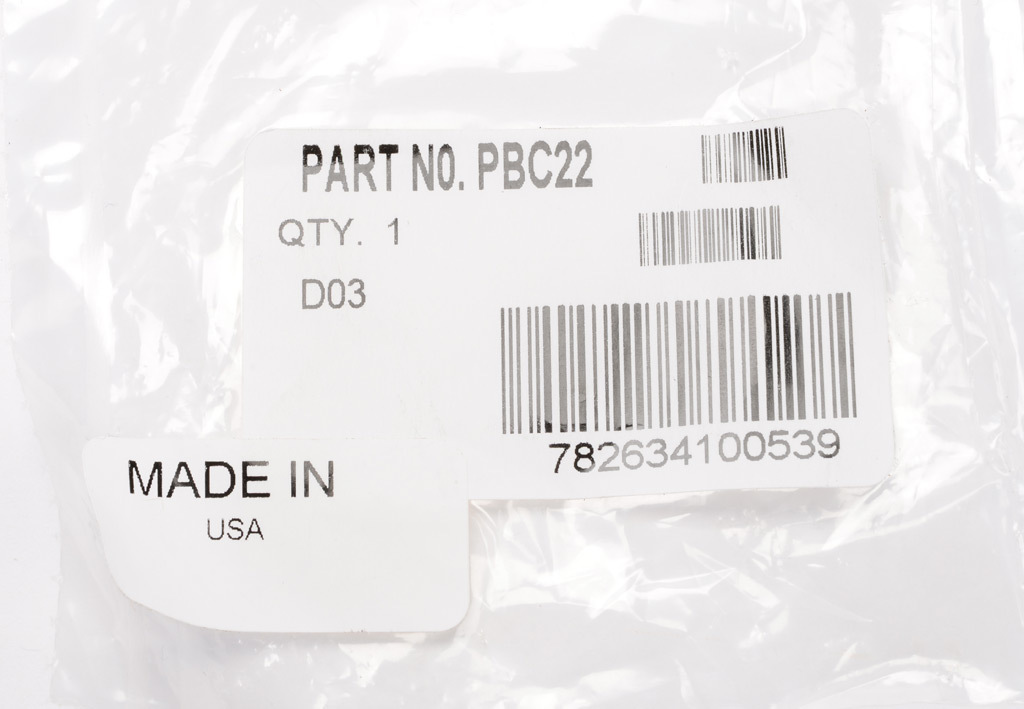 PART NO. PBC22
QTY. 1
D03
782634100539
MADE IN
USA